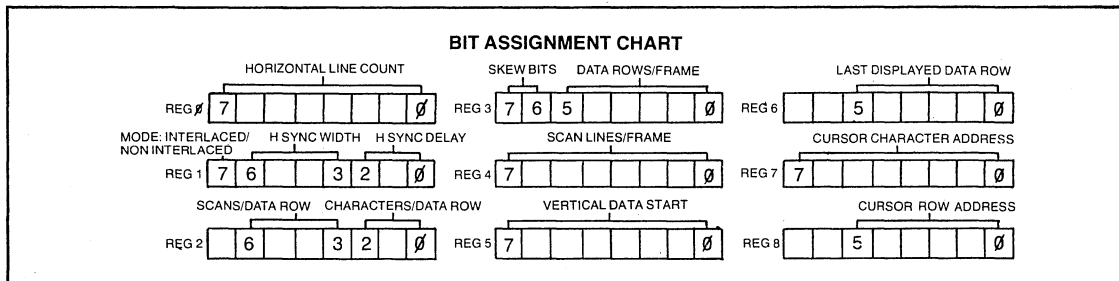 BIT ASSIGNMENT CHART
HORIZONTAL LINE COUNT
REG Ø 7 Ø
MODE: INTERLACED/
NON INTERLACED
H SYNC WIDTH H SYNC DELAY
REG 1 7 6 3 2 Ø
SCANS/DATA ROW CHARACTERS/DATA ROW
REG 2 6 3 2 Ø
SKEW BITS DATA ROWS/FRAME
REG 3 7 6 5 Ø
SCAN LINES/FRAME
REG 4 7 Ø
VERTICAL DATA START
REG 5 7 Ø
LAST DISPLAYED DATA ROW
REG 6 5 Ø
CURSOR CHARACTER ADDRESS
REG 7 7 Ø
CURSOR ROW ADDRESS
REG 8 5 Ø